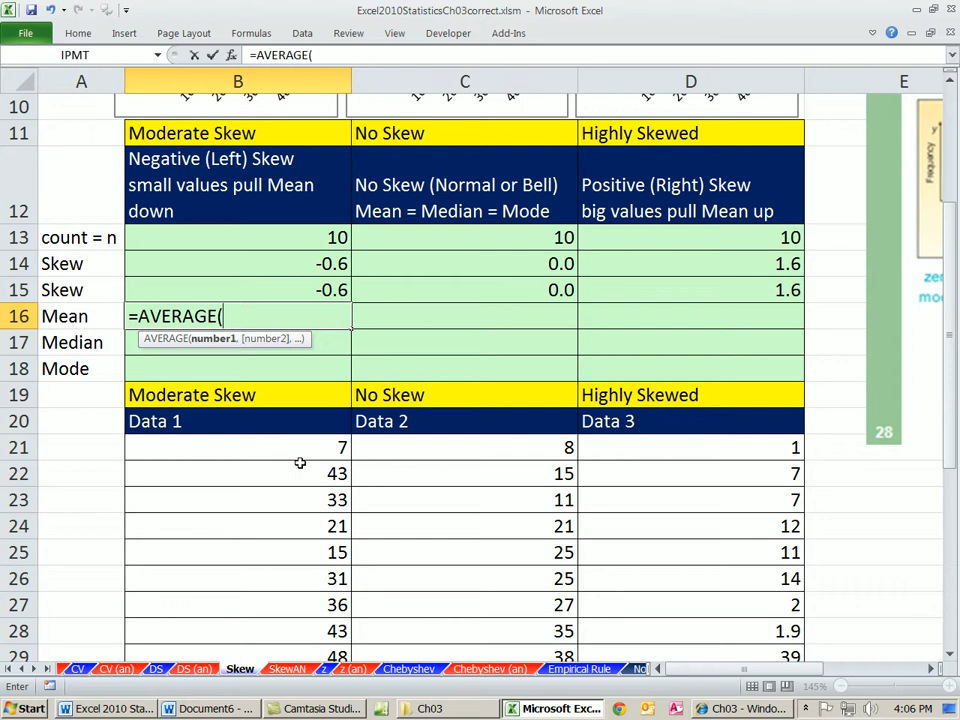 Excel2010StatisticsCh03correct.xlsm - Microsoft Excel
File Home Insert Page Layout Formulas Data Review View Developer Add-Ins
IPMT =AVERAGE(
A B C D E
10
11 Moderate Skew No Skew Highly Skewed
12 Negative (Left) Skew small values pull Mean down No Skew (Normal or Bell) Mean = Median = Mode Positive (Right) Skew big values pull Mean up
13 count = n 10 10 10
14 Skew -0.6 0.0 1.6
15 Skew -0.6 0.0 1.6
16 Mean =AVERAGE(
AVERAGE(number1, [number2], ...)
17 Median
18 Mode
19 Moderate Skew No Skew Highly Skewed
20 Data 1 Data 2 Data 3
21 7 8 1
22 43 15 7
23 33 11 7
24 21 21 12
25 15 25 11
26 31 25 14
27 36 27 2
28 43 35 1.9
29 48 38 39
Frequency
y
28
CV CV (an) DS DS (an) Skew SkewAN z z (an) Chebyshev Chebyshev (an) Empirical Rule
Enter 145%
Start Excel 2010 Stati... Document6 - ... Camtasia Studio... Ch03 Microsoft Exc... Ch03 - Window... 4:06 PM